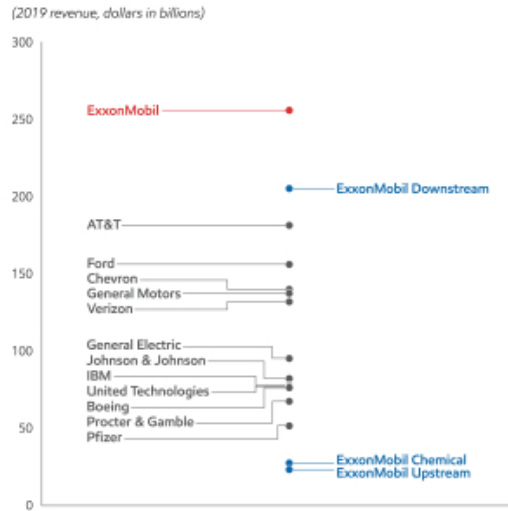 (2019 revenue, dollars in billions)
300
250
200
150
100
50
0
ExxonMobil
ExxonMobil Downstream
AT&T
Ford
Chevron
General Motors
Verizon
General Electric
Johnson & Johnson
IBM
United Technologies
Boeing
Procter & Gamble
Pfizer
ExxonMobil Chemical
ExxonMobil Upstream